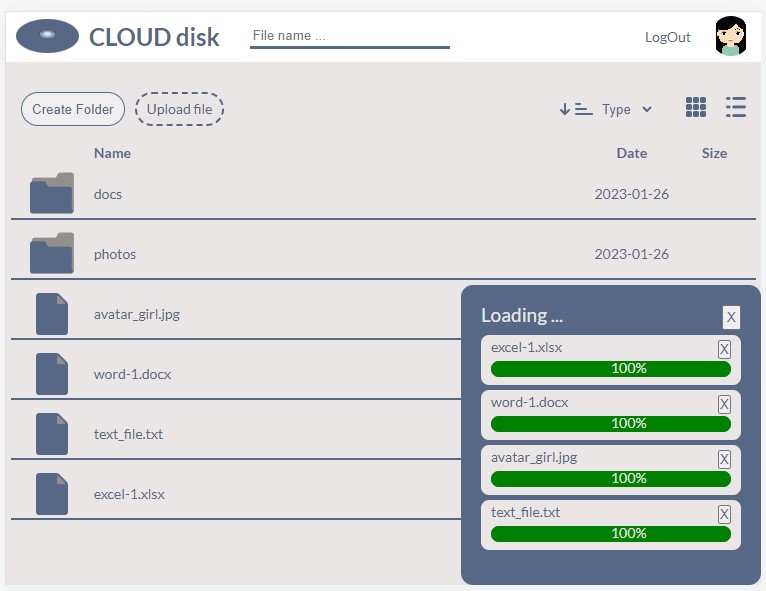 CLOUD disk
File name ...
LogOut
Create Folder
Upload file
Type
Name Date Size
docs 2023-01-26
photos 2023-01-26
avatar_girl.jpg
word-1.docx
text_file.txt
excel-1.xlsx
Loading ... X
excel-1.xlsx X
100%
word-1.docx X
100%
avatar_girl.jpg X
100%
text_file.txt X
100%